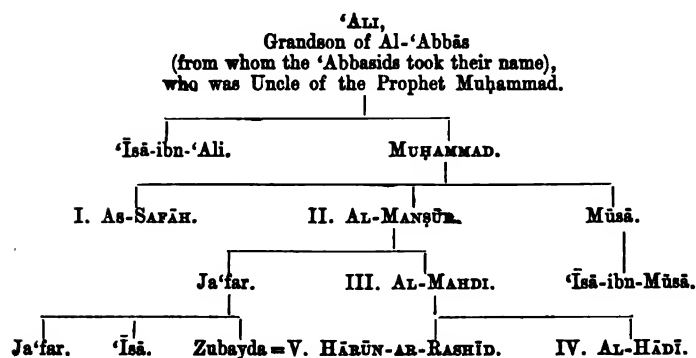 ‘ALI,
Grandson of Al-‘Abbās
(from whom the ‘Abbasids took their name),
who was Uncle of the Prophet Muḥammad.
‘Īsā-ibn-‘Ali. MUḤAMMAD.
I. AS-SAFĀH. II. AL-MANṢŪR. Mūsā.
Ja‘far. III. AL-MAHDI. ‘Īsā-ibn-Mūsā.
Ja‘far. ‘Īsā. Zubayda = V. HĀRŪN-AR-RASHĪD. IV. AL-HĀDĪ.